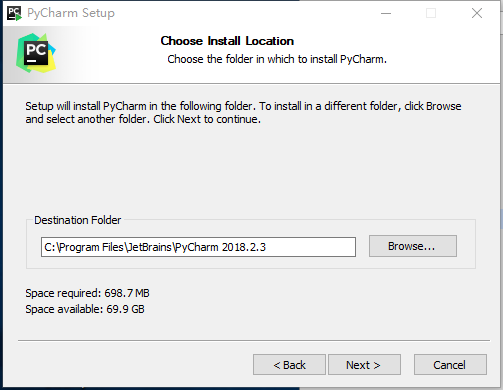 PyCharm Setup
PC
Choose Install Location
Choose the folder in which to install PyCharm.
Setup will install PyCharm in the following folder. To install in a different folder, click Browse
and select another folder. Click Next to continue.
Destination Folder
C:\Program Files\JetBrains\PyCharm 2018.2.3
Browse...
Space required: 698.7 MB
Space available: 69.9 GB
< Back
Next >
Cancel